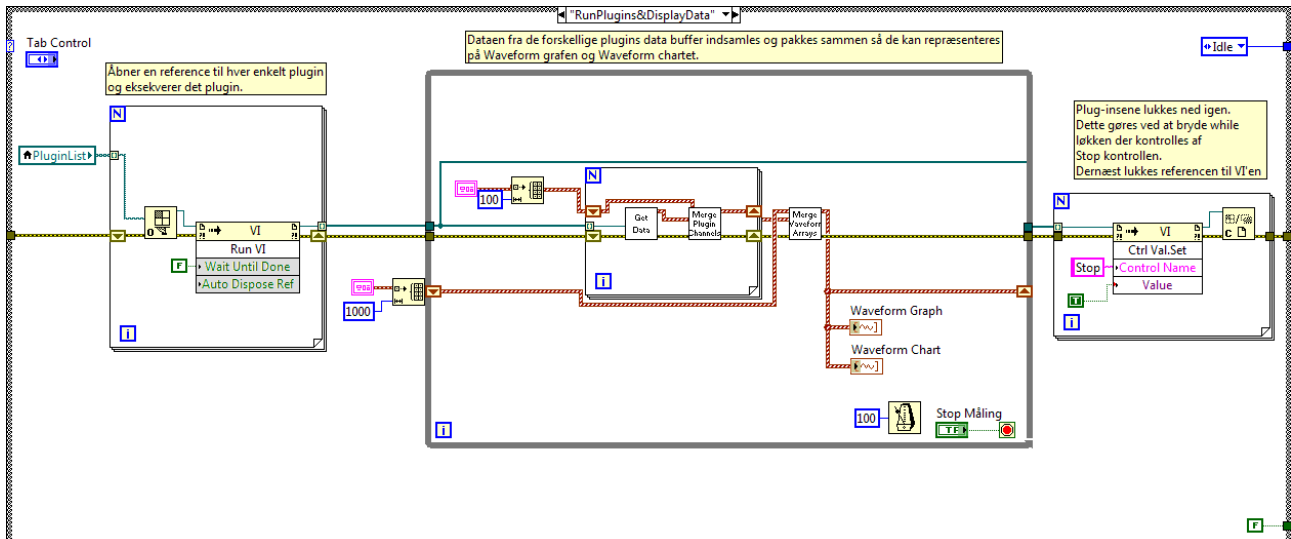 "RunPlugins&DisplayData"
Tab Control
Dataen fra de forskellige plugins data buffer indsamles og pakkes sammen så de kan repræsenteres
på Waveform grafen og Waveform chartet.
Idle
Åbner en reference til hver enkelt plugin
og eksekverer det plugin.
Plug-insene lukkes ned igen.
Dette gøres ved at bryde while
løkken der kontrolles af
Stop kontrollen.
Dernæst lukkes referencen til VI'en
N
PluginList
VI
Run VI
F
Wait Until Done
Auto Dispose Ref
i
100
N
Get
Data
Merge
Plugin
Channels
Merge
Waveform
Arrays
i
1000
Waveform Graph
Waveform Chart
100
Stop Måling
TF
i
N
VI
Ctrl Val.Set
Stop
Control Name
T
Value
C
i
F